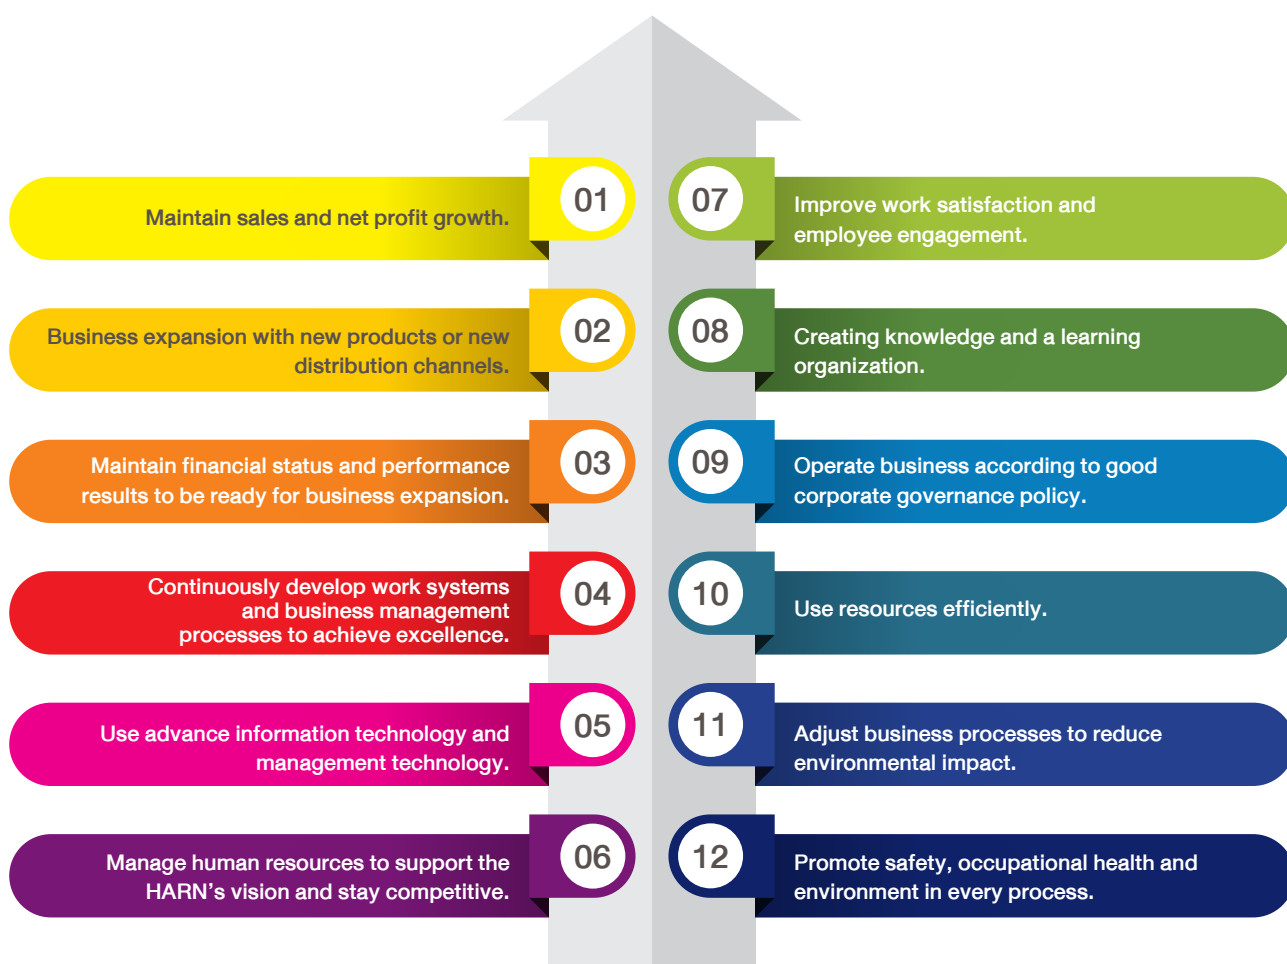 01
Maintain sales and net profit growth.
02
Business expansion with new products or new
distribution channels.
03
Maintain financial status and performance
results to be ready for business expansion.
04
Continuously develop work systems
and business management
processes to achieve excellence.
05
Use advance information technology and
management technology.
06
Manage human resources to support the
HARN’s vision and stay competitive.
07
Improve work satisfaction and
employee engagement.
08
Creating knowledge and a learning
organization.
09
Operate business according to good
corporate governance policy.
10
Use resources efficiently.
11
Adjust business processes to reduce
environmental impact.
12
Promote safety, occupational health and
environment in every process.